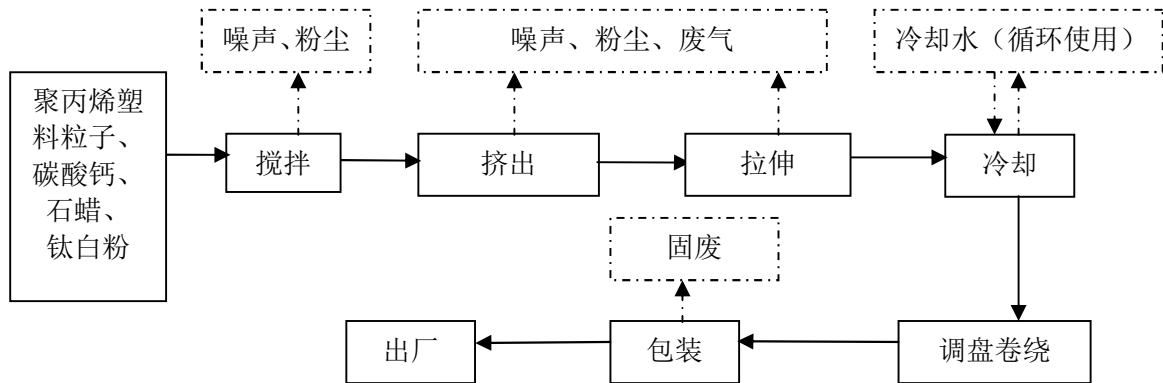 噪声、粉尘
噪声、粉尘、废气
冷却水（循环使用）
聚丙烯塑
料粒子、
碳酸钙、
石蜡、
钛白粉
搅拌
挤出
拉伸
冷却
固废
出厂
包装
调盘卷绕